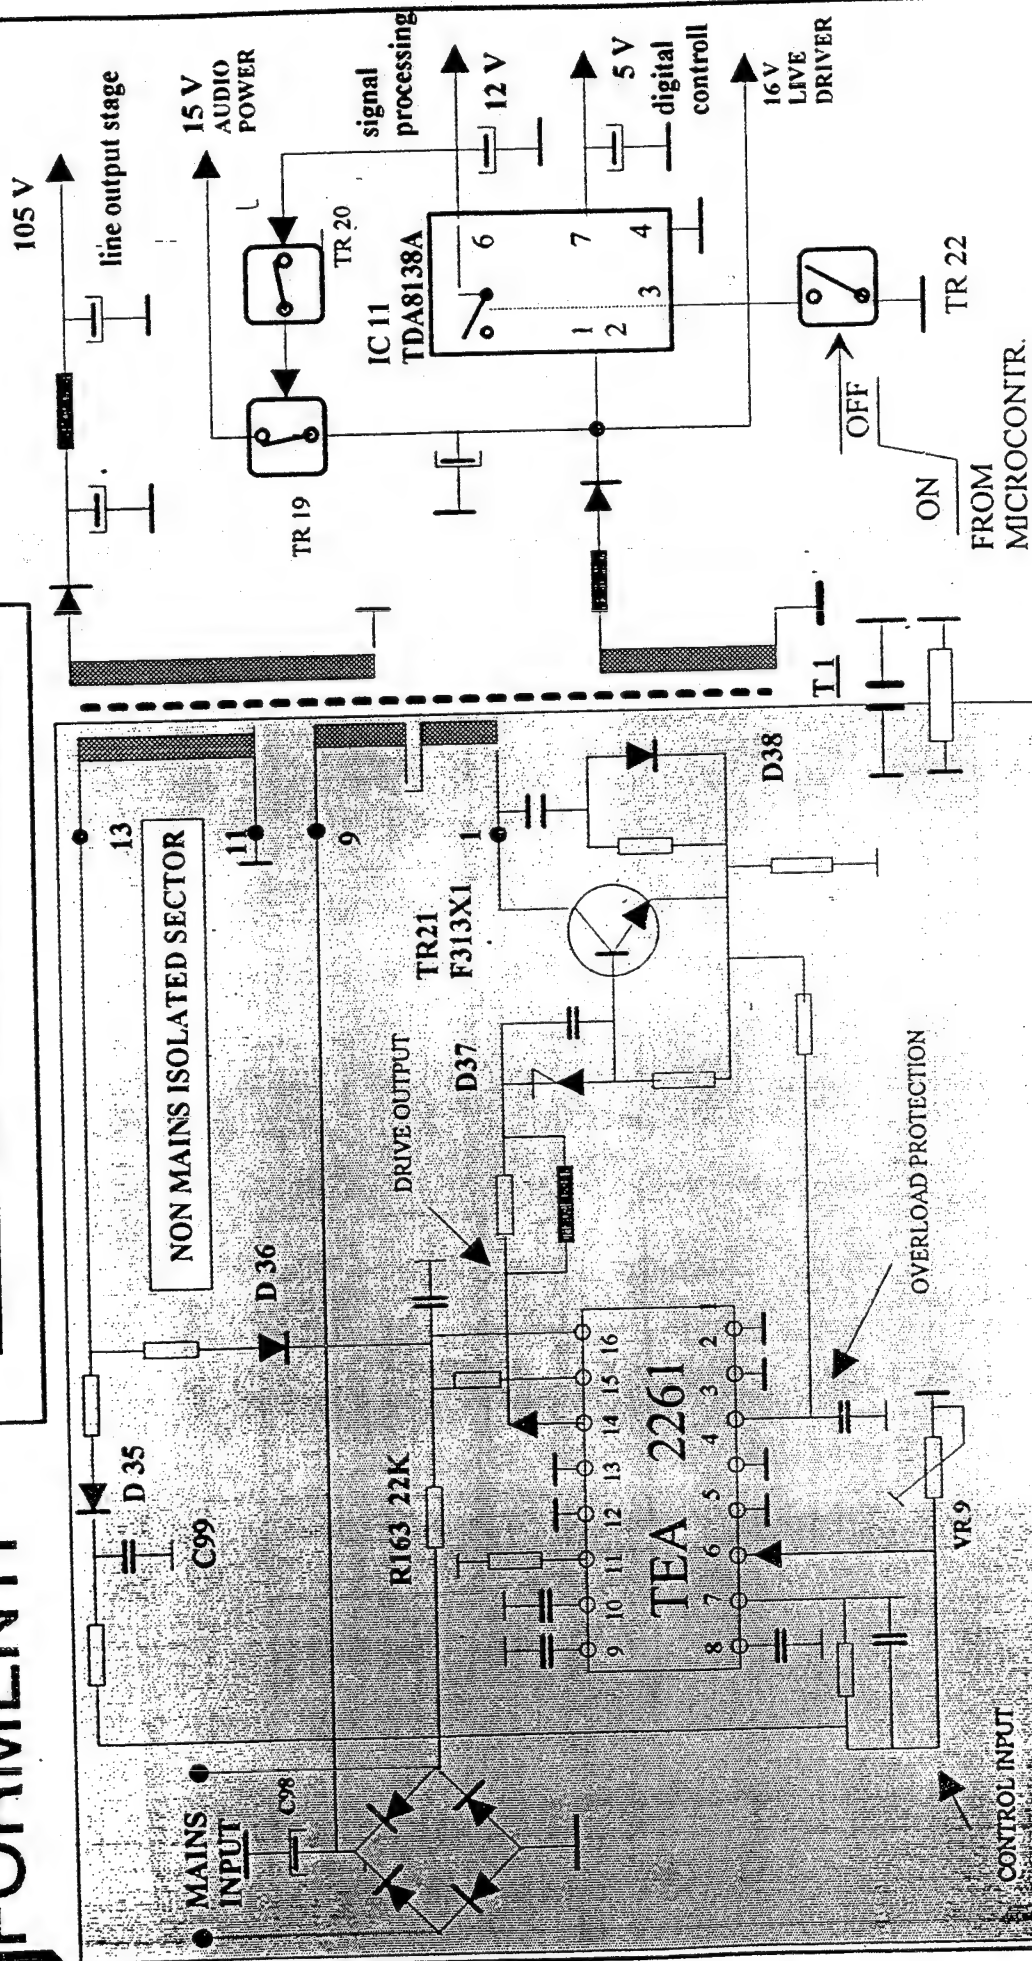 MAINS
INPUT
C98
D 35
C99
D 36
NON MAINS ISOLATED SECTOR
13
11
9
1
R163 22K
DRIVE OUTPUT
D37
TR21
F313X1
D38
T 1
9
10
11
12
13
14
15
16
TEA 2261
8
7
6
5
4
3
2
1
VR.9
CONTROL INPUT
OVERLOAD PROTECTION
105 V
line output stage
15 V
AUDIO
POWER
TR 19
TR 20
signal
processing
12 V
IC 11
TDA8138A
6
7
4
1
2
3
5 V
digital
controll
16 V
LIVE
DRIVER
TR 22
ON
OFF
FROM
MICROCONTR.